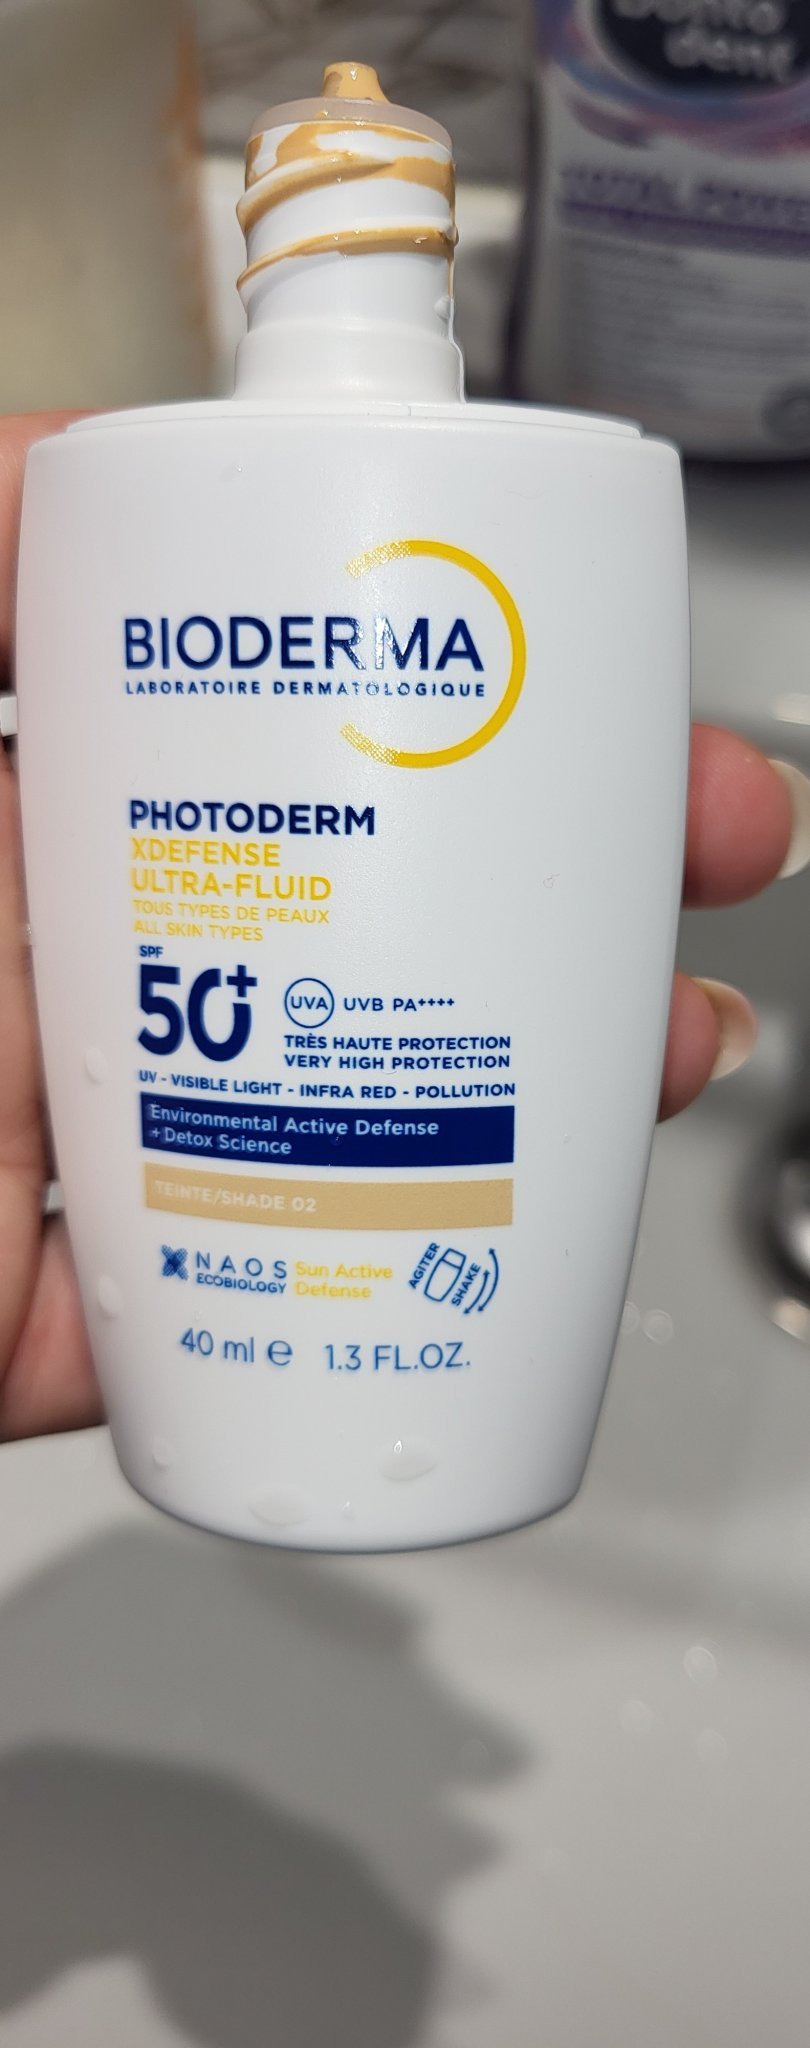 dent
BIODERMA
LABORATOIRE DERMATOLOGIQUE
PHOTODERM
XDEFENSE
ULTRA-FLUID
TOUS TYPES DE PEAUX
ALL SKIN TYPES
SPF
50+
UVA UVB PA++++
TRÈS HAUTE PROTECTION
VERY HIGH PROTECTION
UV - VISIBLE LIGHT - INFRA RED - POLLUTION
Environmental Active Defense
+Detox Science
TEINTE/SHADE 02
NAOS
ECOBIOLOGY
Sun Active
Defense
AGITER
SHAKE
40 ml e 1.3 FL.OZ.